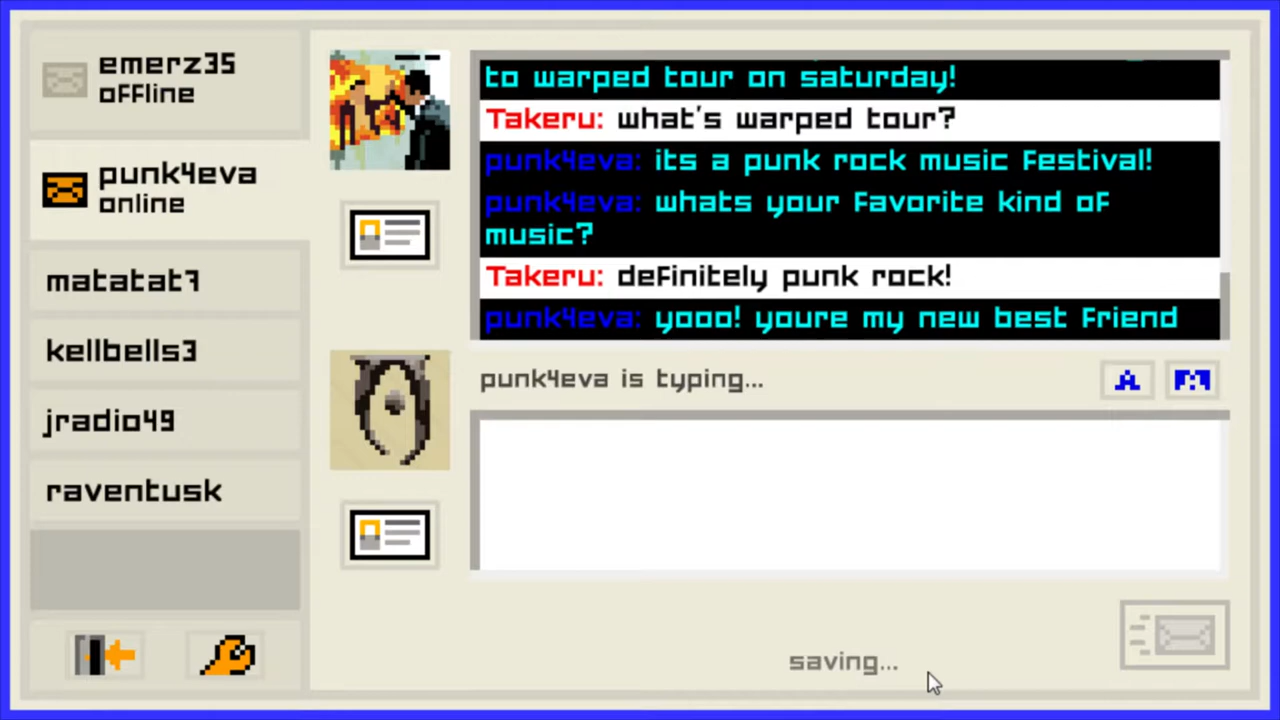 emerz35
offline
punk4eva
online
matatat7
kellbells3
jradio49
raventusk
to warped tour on saturday!
Takeru: what's warped tour?
punk4eva: its a punk rock music festival!
punk4eva: whats your favorite kind of
music?
Takeru: definitely punk rock!
punk4eva: yooo! youre my new best friend
punk4eva is typing...
A
saving...